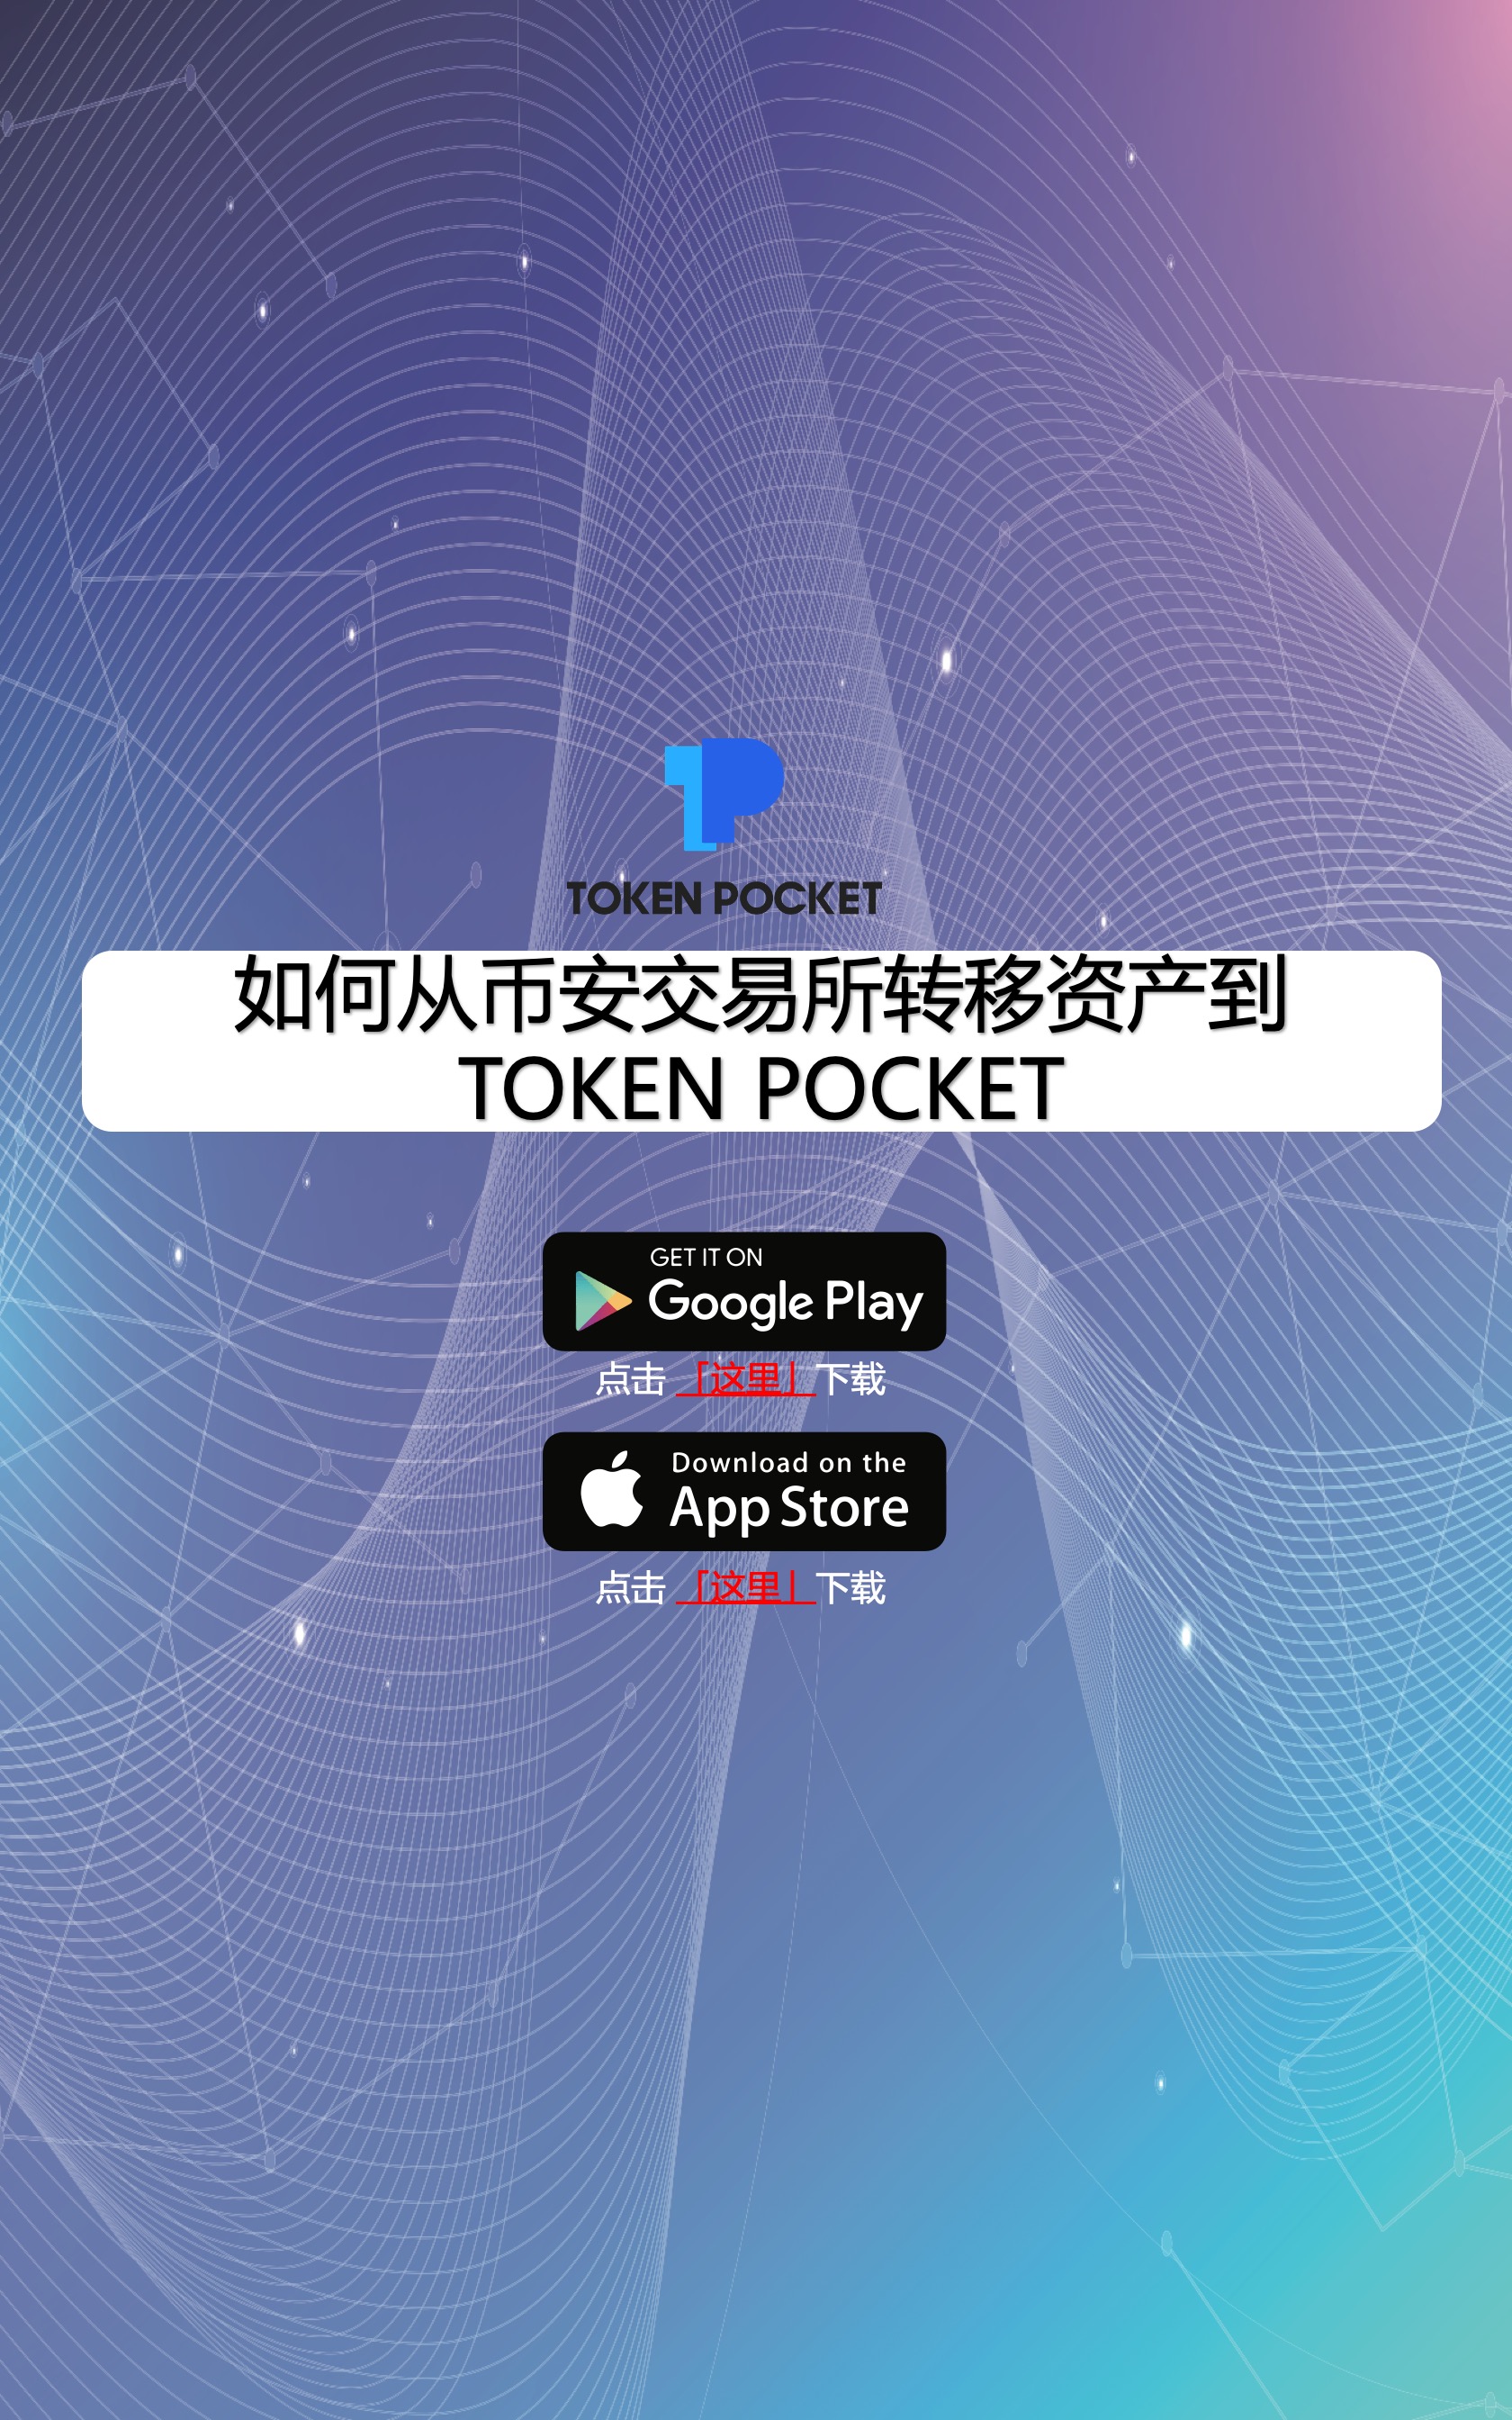 TOKEN POCKET
如何从币安交易所转移资产到
TOKEN POCKET
GET IT ON
Google Play
点击「这里」下载
Download on the
App Store
点击「这里」下载